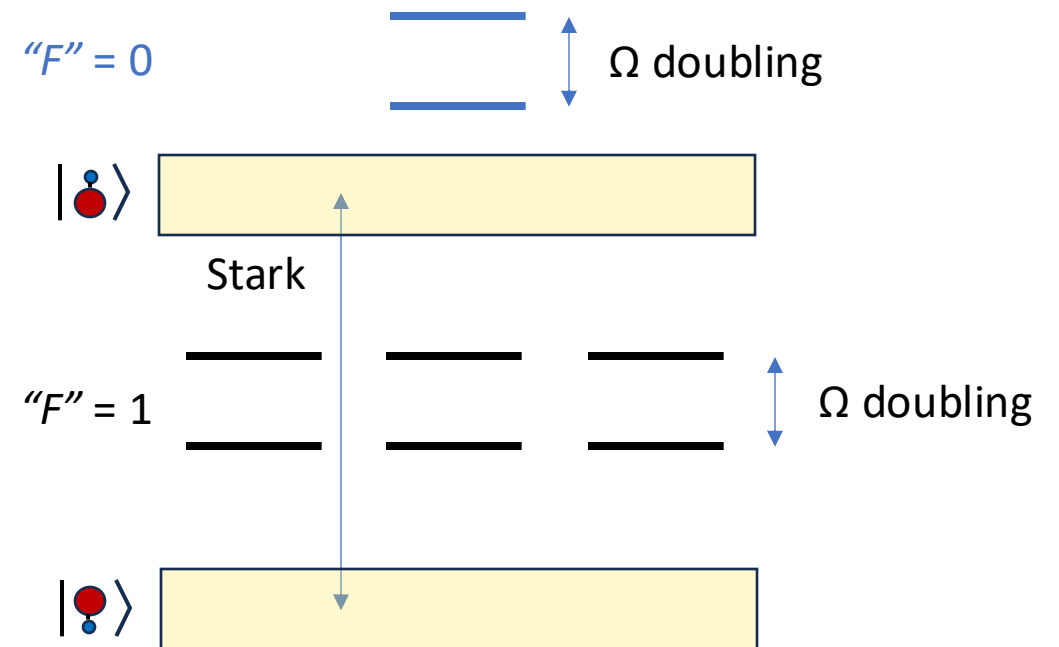 “F” = 0
Ω doubling
Stark
“F” = 1
Ω doubling